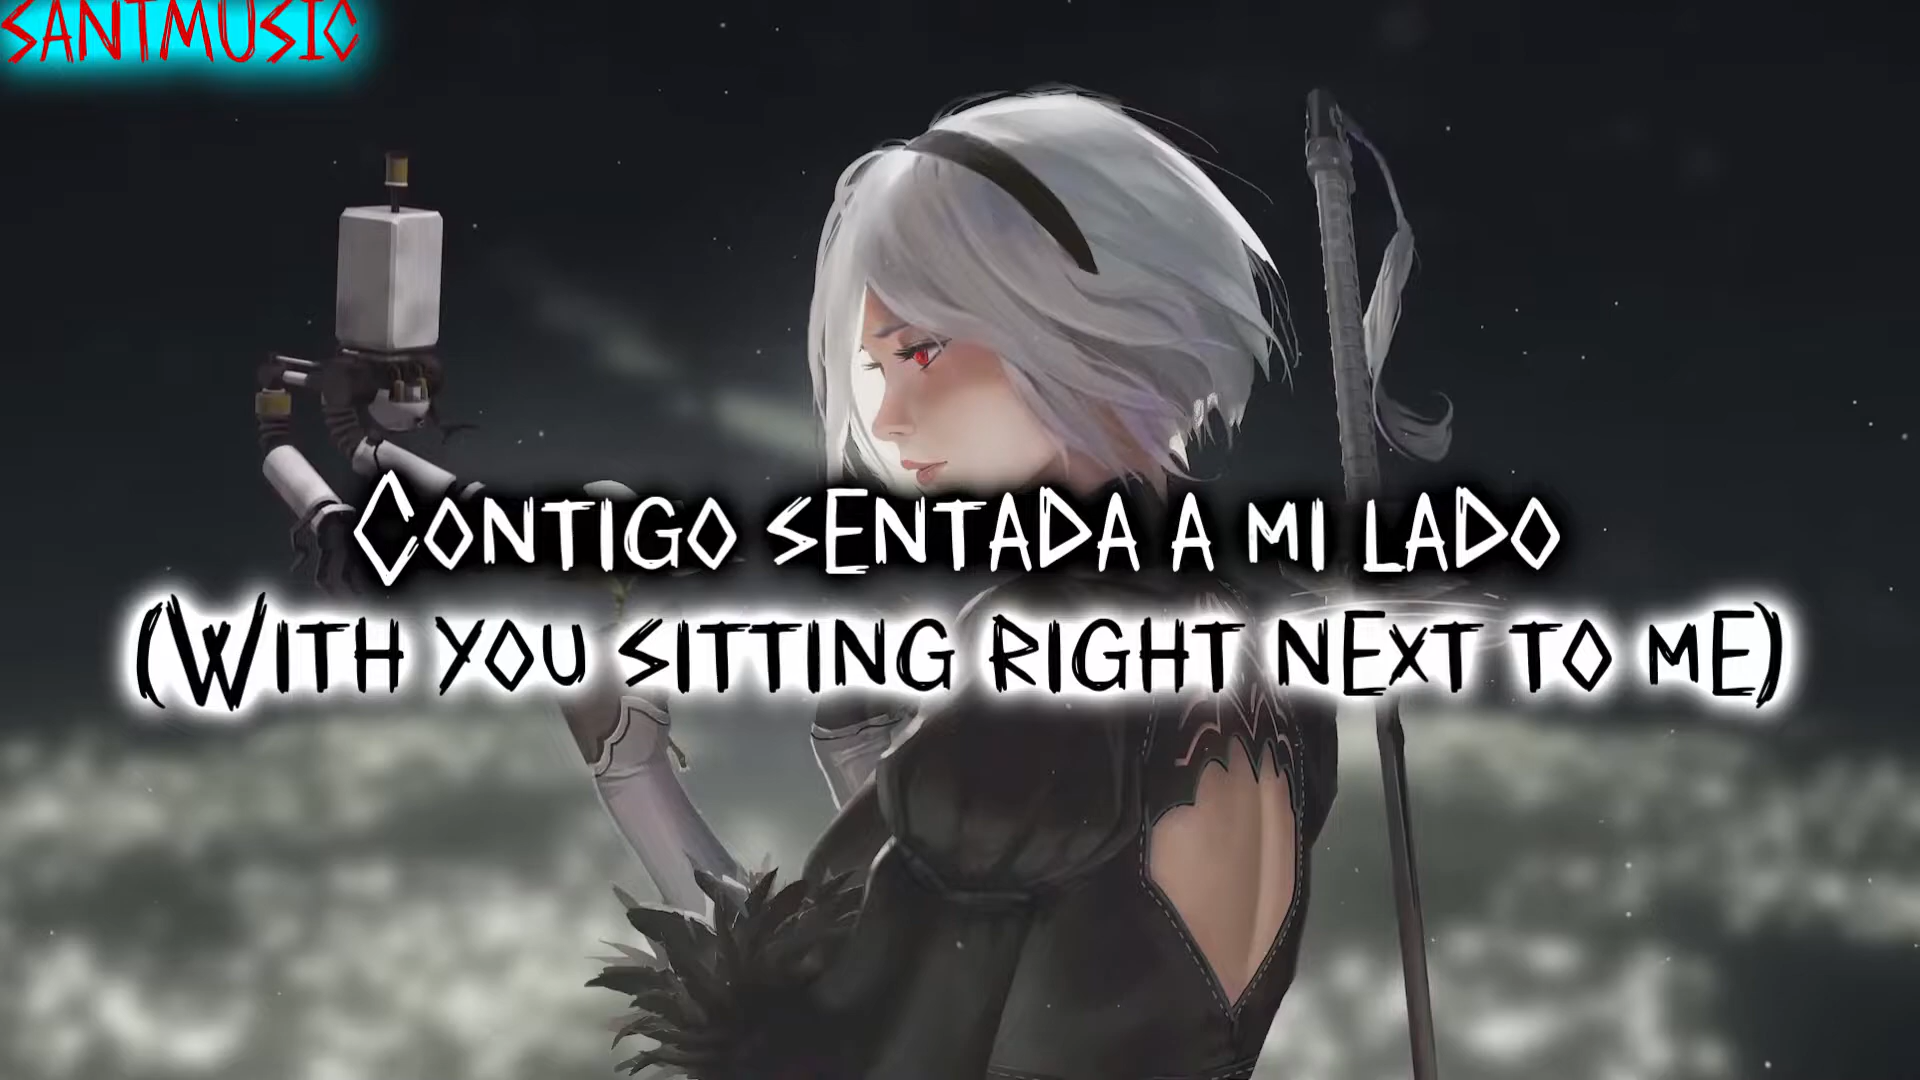 SANTMUSIC
CONTIGO SENTADA A MI LADO
(WITH YOU SITTING RIGHT NEXT TO ME)